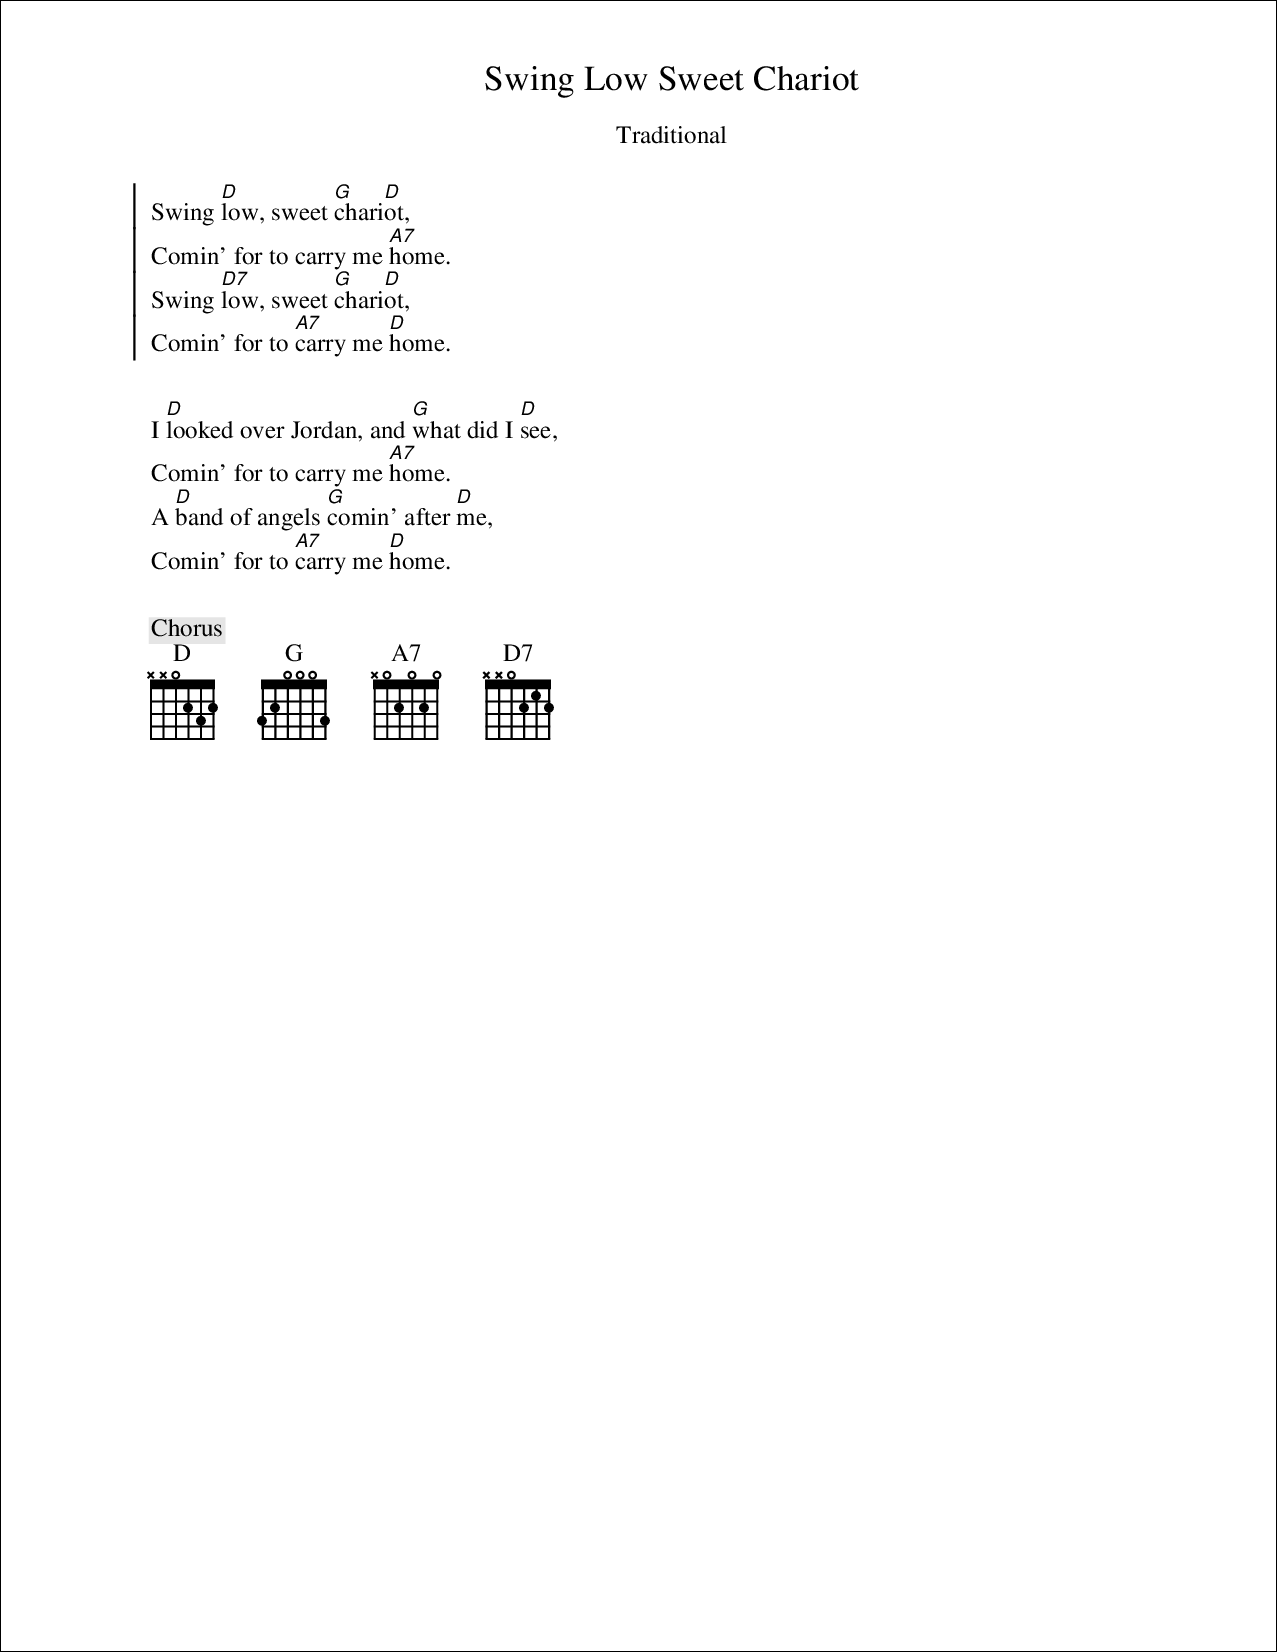 Swing Low Sweet Chariot
Traditional
D G D
Swing low, sweet chariot,
A7
Comin' for to carry me home.
D7 G D
Swing low, sweet chariot,
A7 D
Comin' for to carry me home.
D G D
I looked over Jordan, and what did I see,
A7
Comin' for to carry me home.
D G D
A band of angels comin' after me,
A7 D
Comin' for to carry me home.
Chorus
D G A7 D7